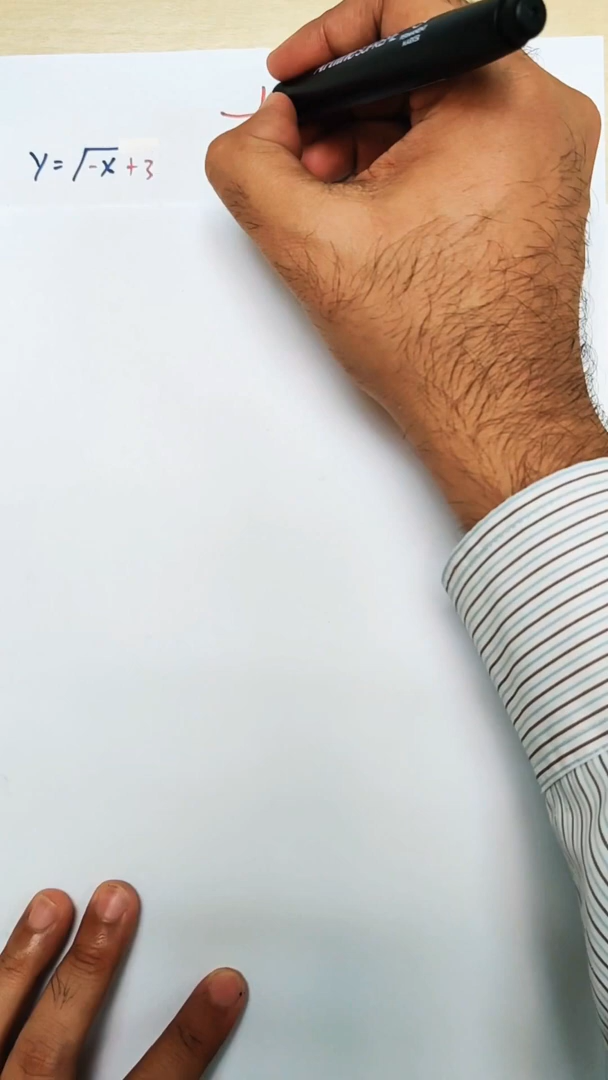 y = √-x + 3